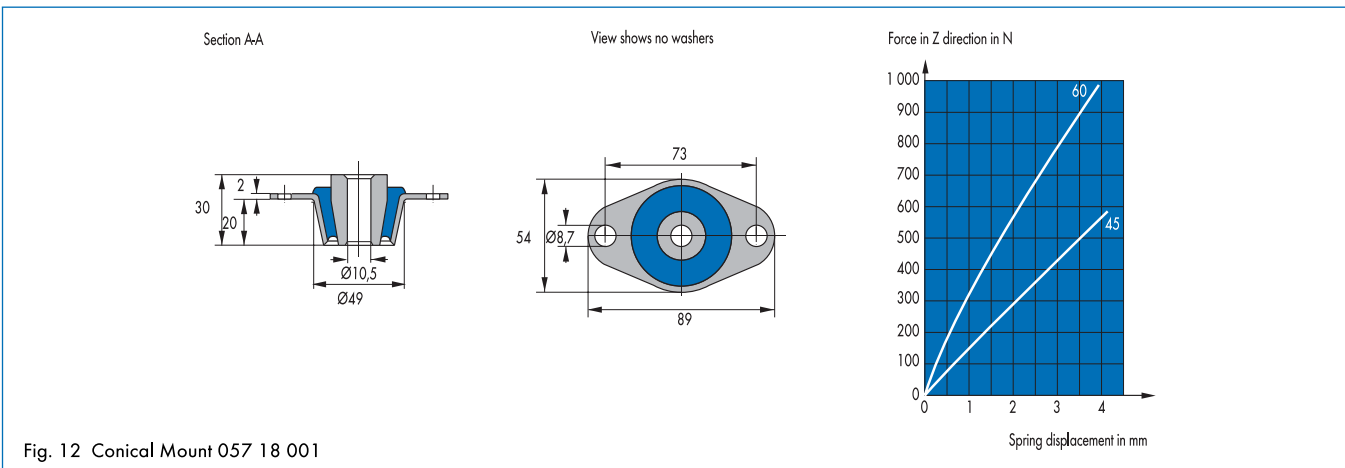 Section A-A
View shows no washers
Force in Z direction in N
2
30
20
Ø10,5
Ø49
73
54
Ø8,7
89
1 000
900
800
700
600
500
400
300
200
100
0
60
45
0 1 2 3 4
Spring displacement in mm
Fig. 12 Conical Mount 057 18 001